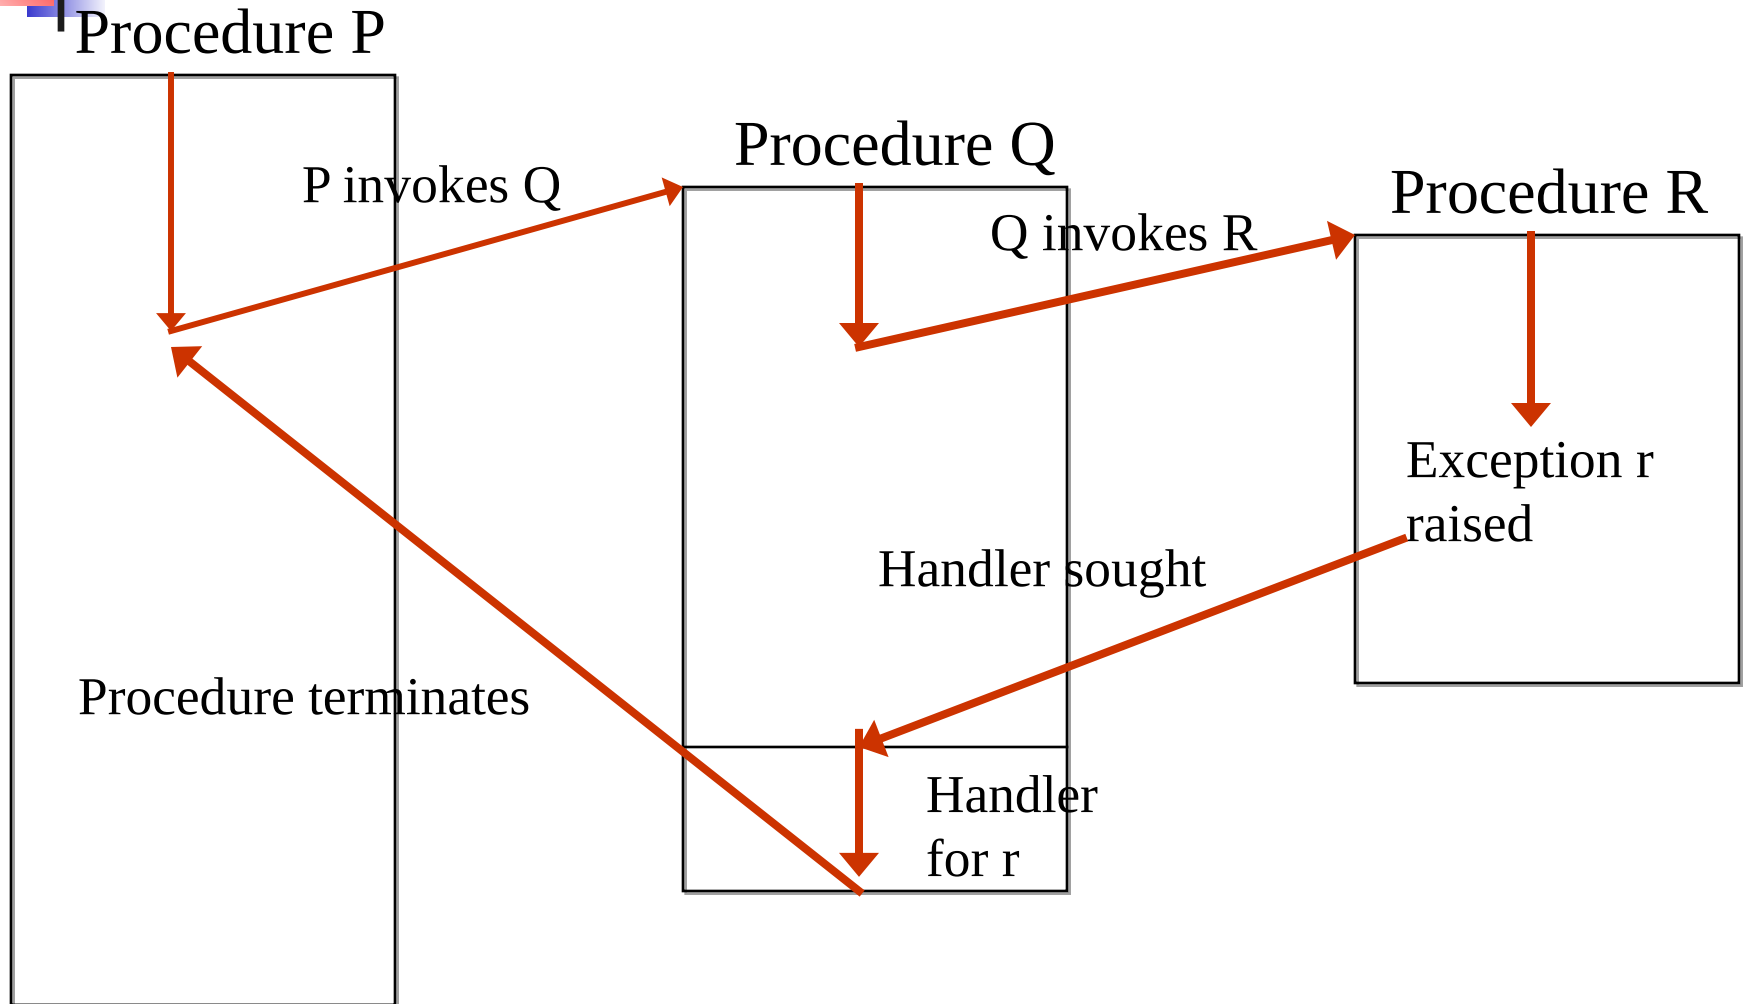 Procedure P
Procedure Q
P invokes Q
Procedure R
Q invokes R
Exception r
raised
Handler sought
Procedure terminates
Handler
for r